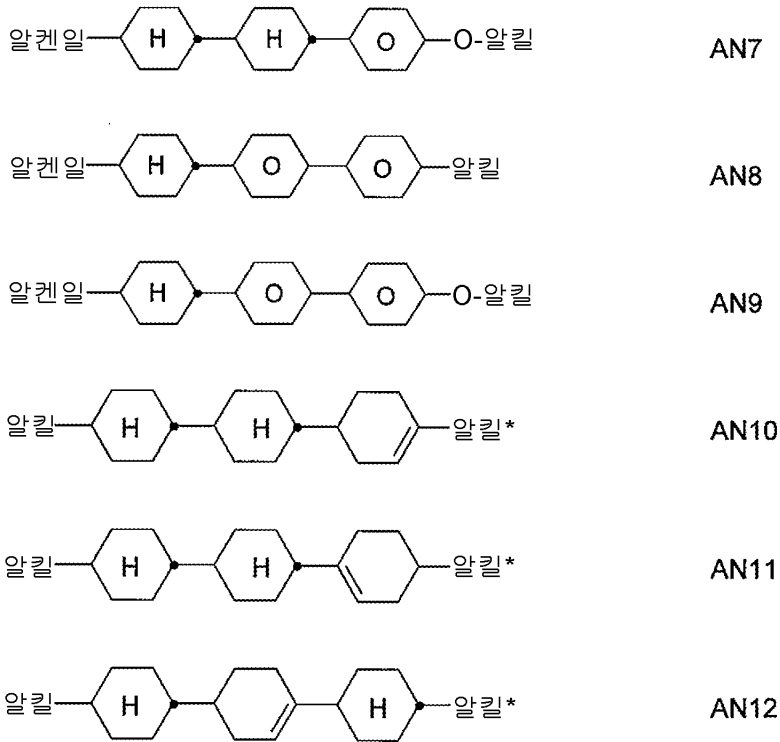 알켄일 H H O O-알킬 AN7
알켄일 H O O 알킬 AN8
알켄일 H O O O-알킬 AN9
알킬 H H 알킬* AN10
알킬 H H 알킬* AN11
알킬 H H 알킬* AN12